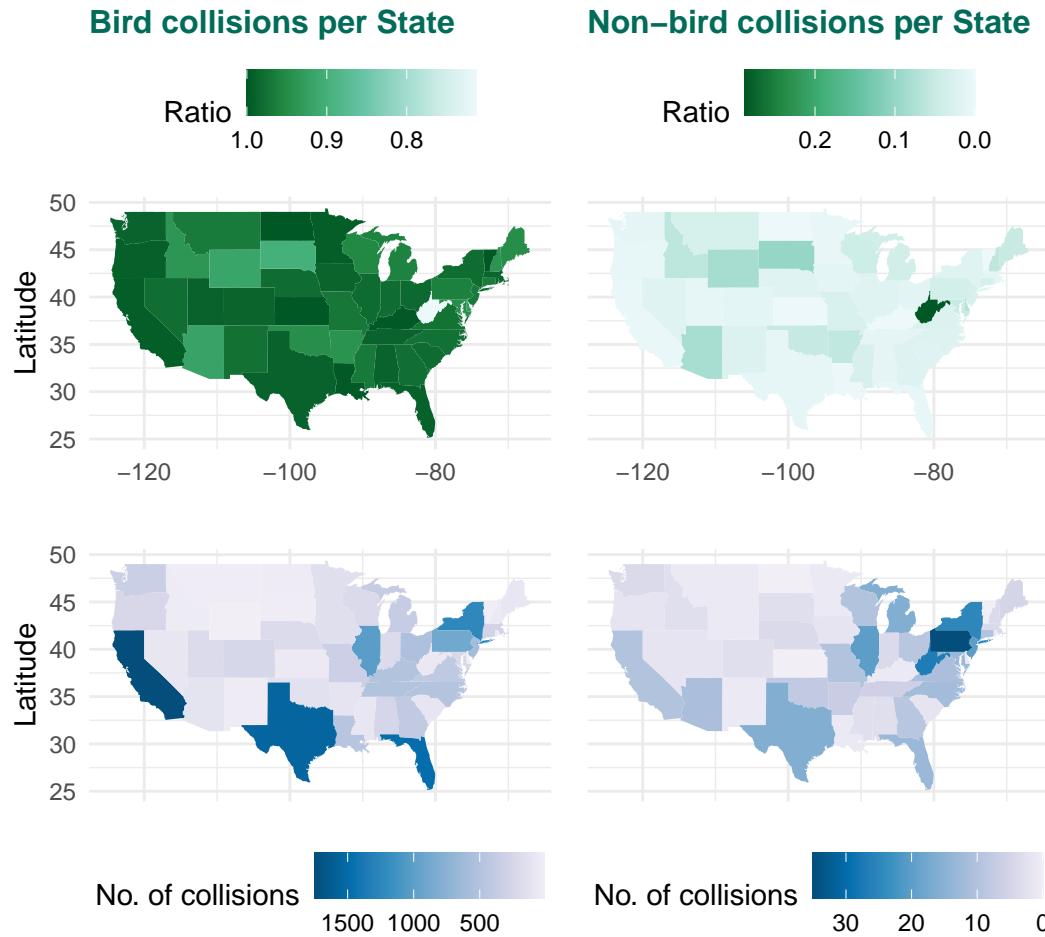 Bird collisions per State
Non−bird collisions per State
Ratio
1.0 0.9 0.8
Ratio
0.2 0.1 0.0
Latitude
50
45
40
35
30
25
−120 −100 −80
−120 −100 −80
Latitude
50
45
40
35
30
25
No. of collisions
1500 1000 500
No. of collisions
30 20 10 0